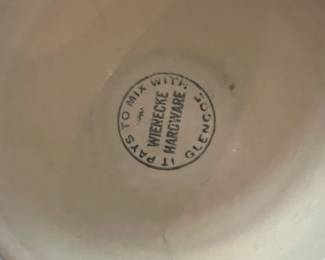 IT PAYS TO MIX WITH
WIENECKE
HARDWARE
GLENCOE